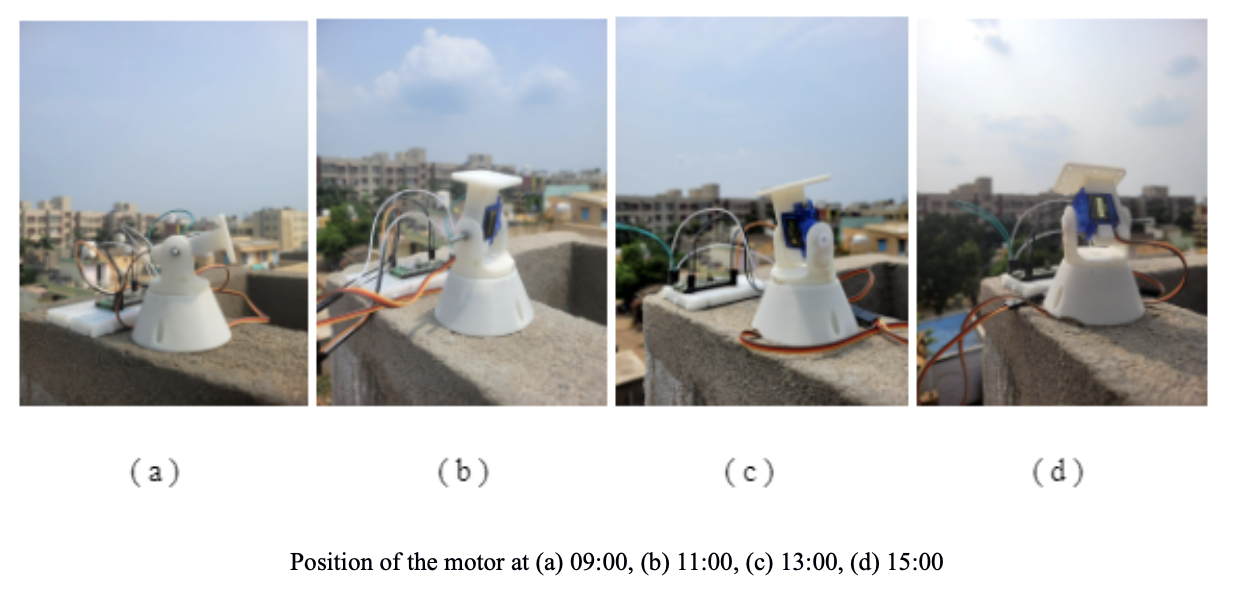 (a)
(b)
(c)
(d)
Position of the motor at (a) 09:00, (b) 11:00, (c) 13:00, (d) 15:00